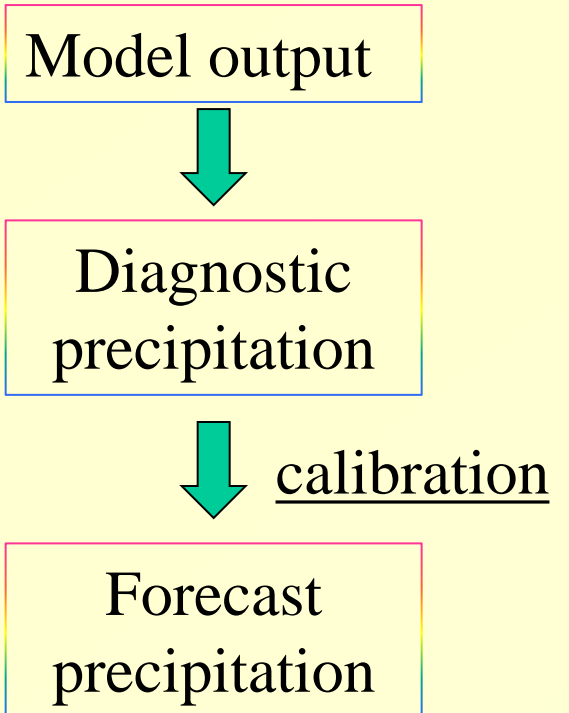 Model output
Diagnostic
precipitation
calibration
Forecast
precipitation